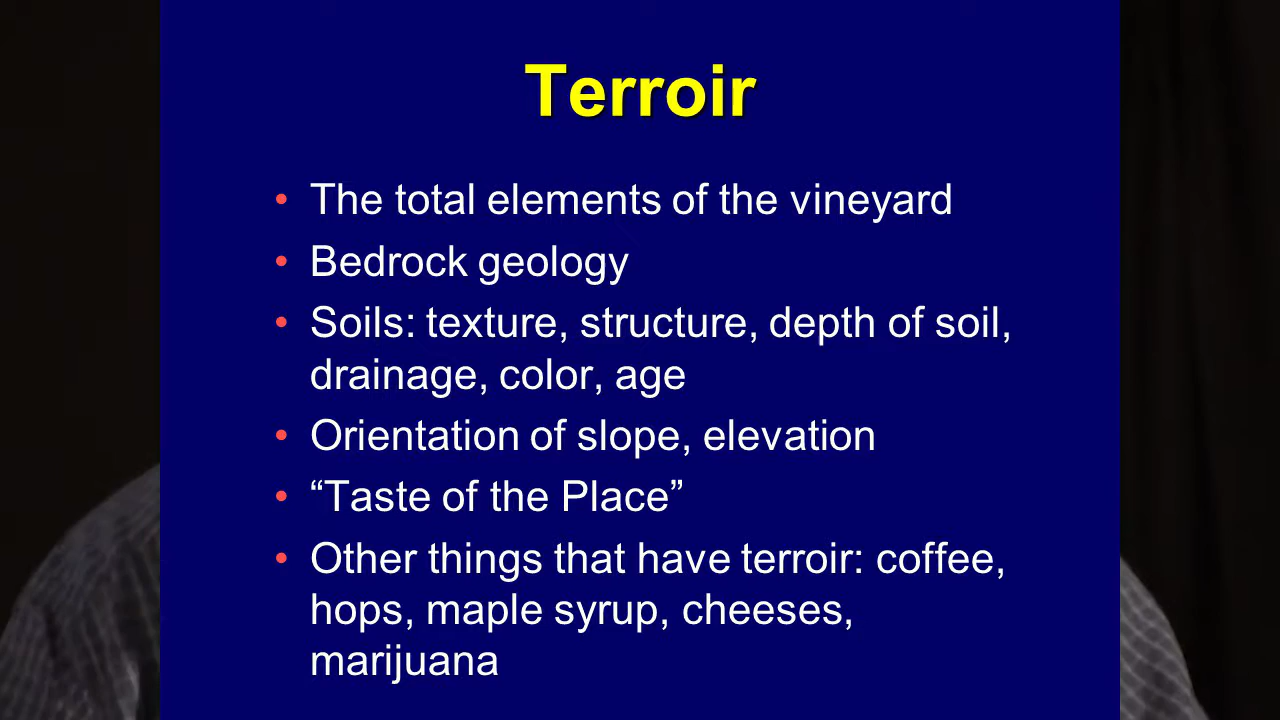 Terroir
• The total elements of the vineyard
• Bedrock geology
• Soils: texture, structure, depth of soil,
drainage, color, age
• Orientation of slope, elevation
• “Taste of the Place”
• Other things that have terroir: coffee,
hops, maple syrup, cheeses,
marijuana